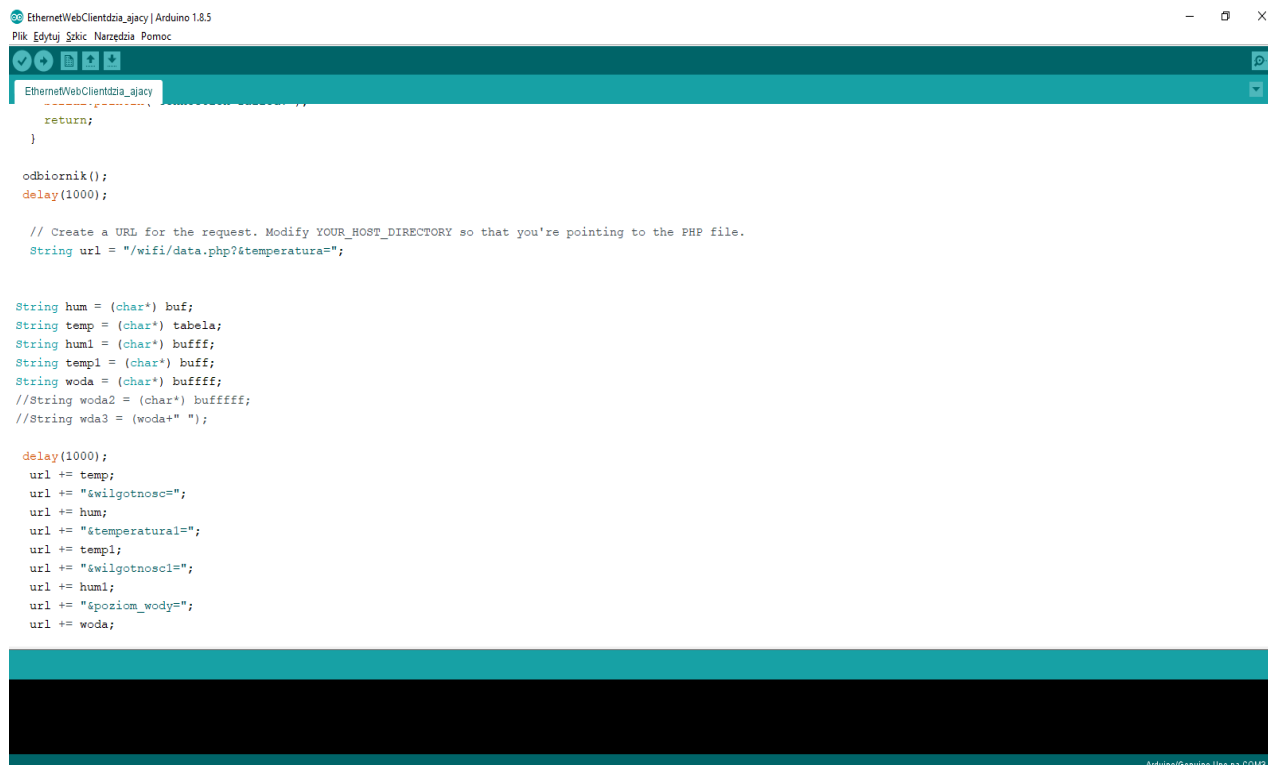 EthernetWebClientdzia_ajacy | Arduino 1.8.5
Plik Edytuj Szkic Narzędzia Pomoc
EthernetWebClientdzia_ajacy
return;
}
odbiornik();
delay(1000);
// Create a URL for the request. Modify YOUR_HOST_DIRECTORY so that you're pointing to the PHP file.
String url = "/wifi/data.php?&temperatura=";
String hum = (char*) buf;
String temp = (char*) tabela;
String hum1 = (char*) bufff;
String temp1 = (char*) buff;
String woda = (char*) buffff;
//String woda2 = (char*) bufffff;
//String wda3 = (woda+" ");
delay(1000);
url += temp;
url += "&wilgotnosc=";
url += hum;
url += "&temperatura1=";
url += temp1;
url += "&wilgotnosc1=";
url += hum1;
url += "&poziom_wody=";
url += woda;